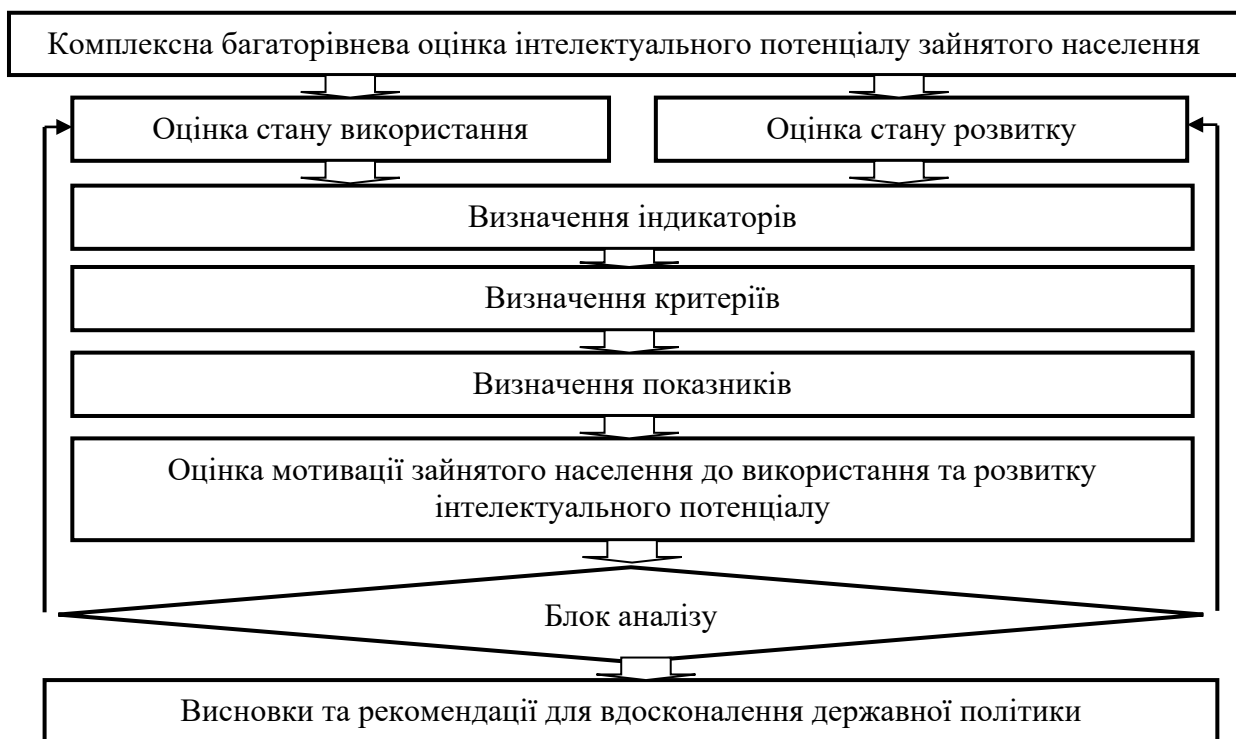 Комплексна багаторівнева оцінка інтелектуального потенціалу зайнятого населення
Оцінка стану використання
Оцінка стану розвитку
Визначення індикаторів
Визначення критеріїв
Визначення показників
Оцінка мотивації зайнятого населення до використання та розвитку
інтелектуального потенціалу
Блок аналізу
Висновки та рекомендації для вдосконалення державної політики